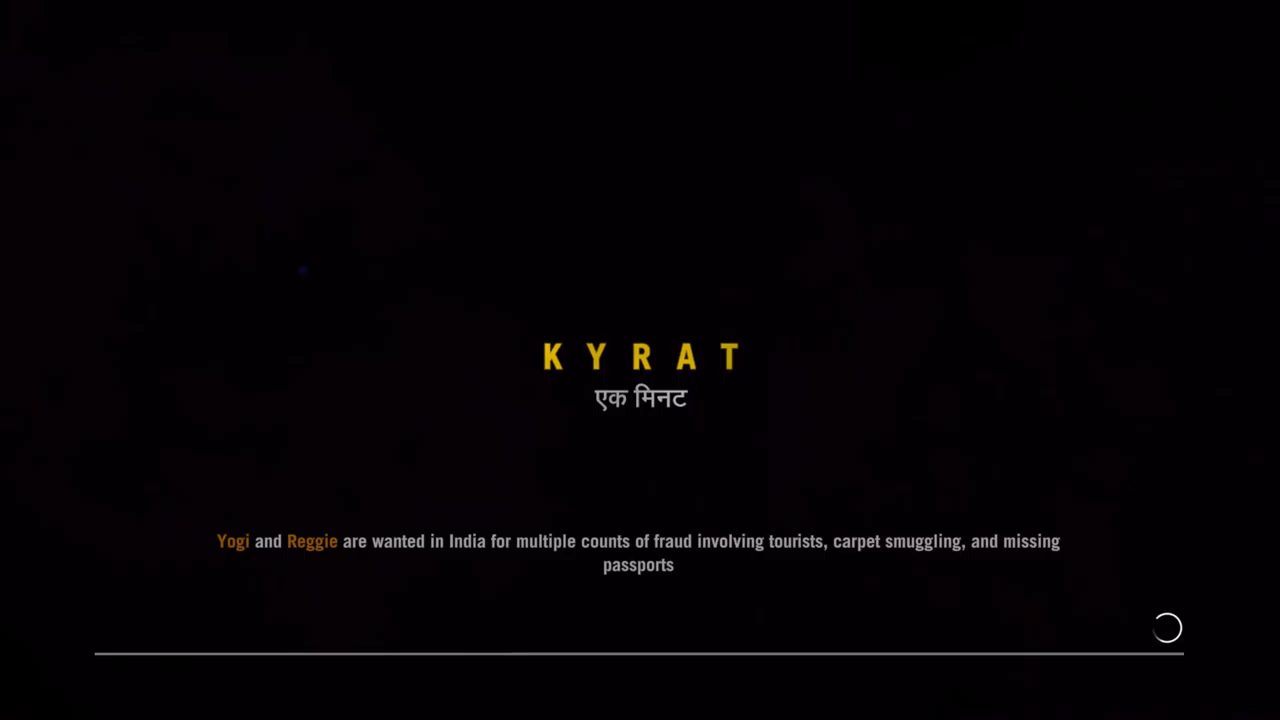 KYRAT
एक मिनट
Yogi and Reggie are wanted in India for multiple counts of fraud involving tourists, carpet smuggling, and missing
passports